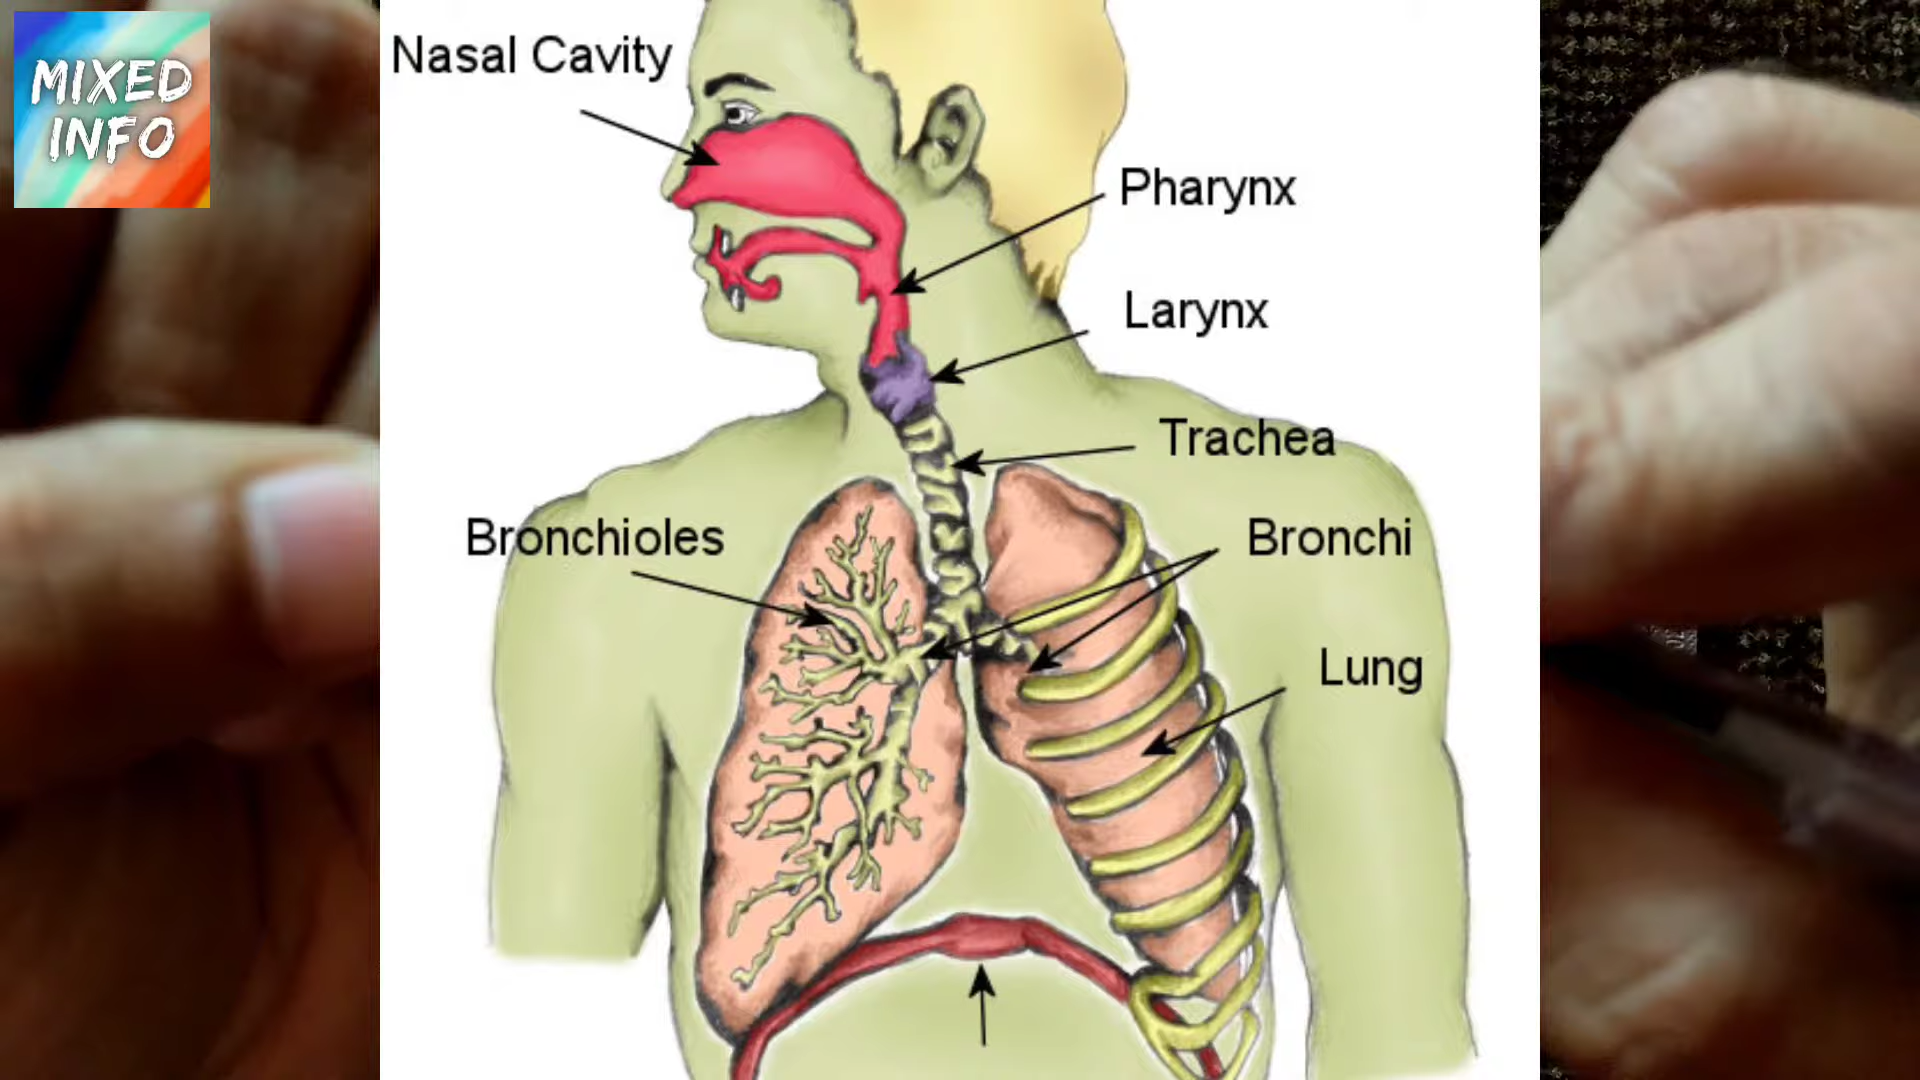 MIXED
INFO
Nasal Cavity
Pharynx
Larynx
Trachea
Bronchioles
Bronchi
Lung